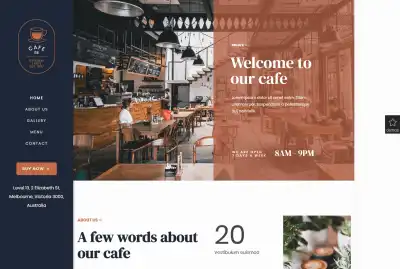 CAFE
HOME
ABOUT US
GALLERY
MENU
CONTACT
BUY NOW
Level 13, 2 Elizabeth St,
Melbourne, Victoria 3000,
Australia
Welcome to
our cafe
WE ARE OPEN
7 DAYS A WEEK
8AM – 9PM
ABOUT US
A few words about
our cafe
20
vestibulum euismod